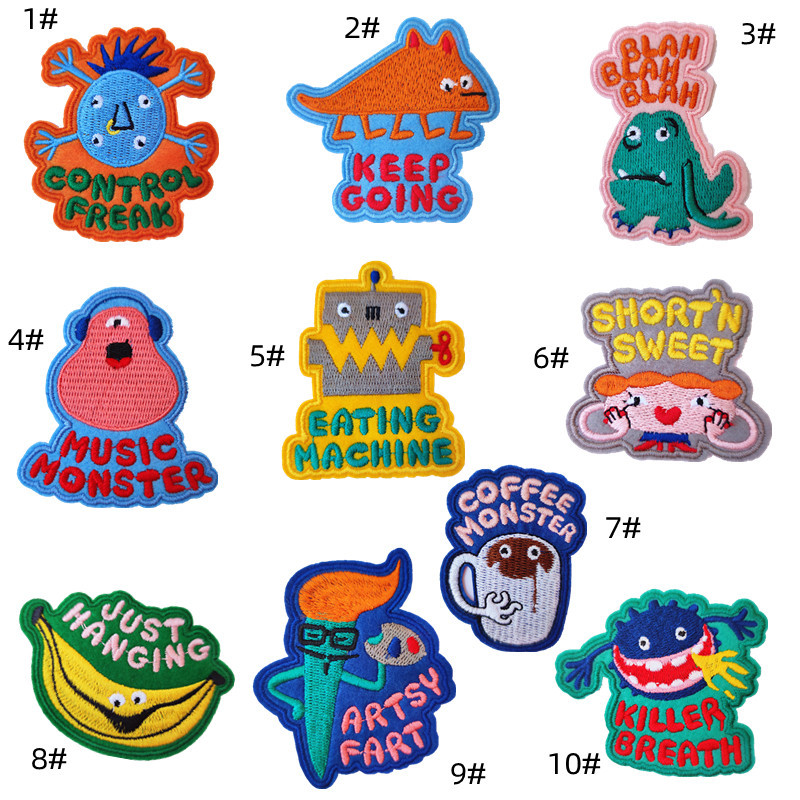 1#
CONTROL
FREAK
2#
KEEP
GOING
3#
BLAH
BLAH
BLAH
4#
MUSIC
MONSTER
5#
EATING
MACHINE
6#
SHORT'N
SWEET
7#
COFFEE
MONSTER
8#
JUST
HANGING
9#
ARTSY
FART
10#
KILLER
BREATH